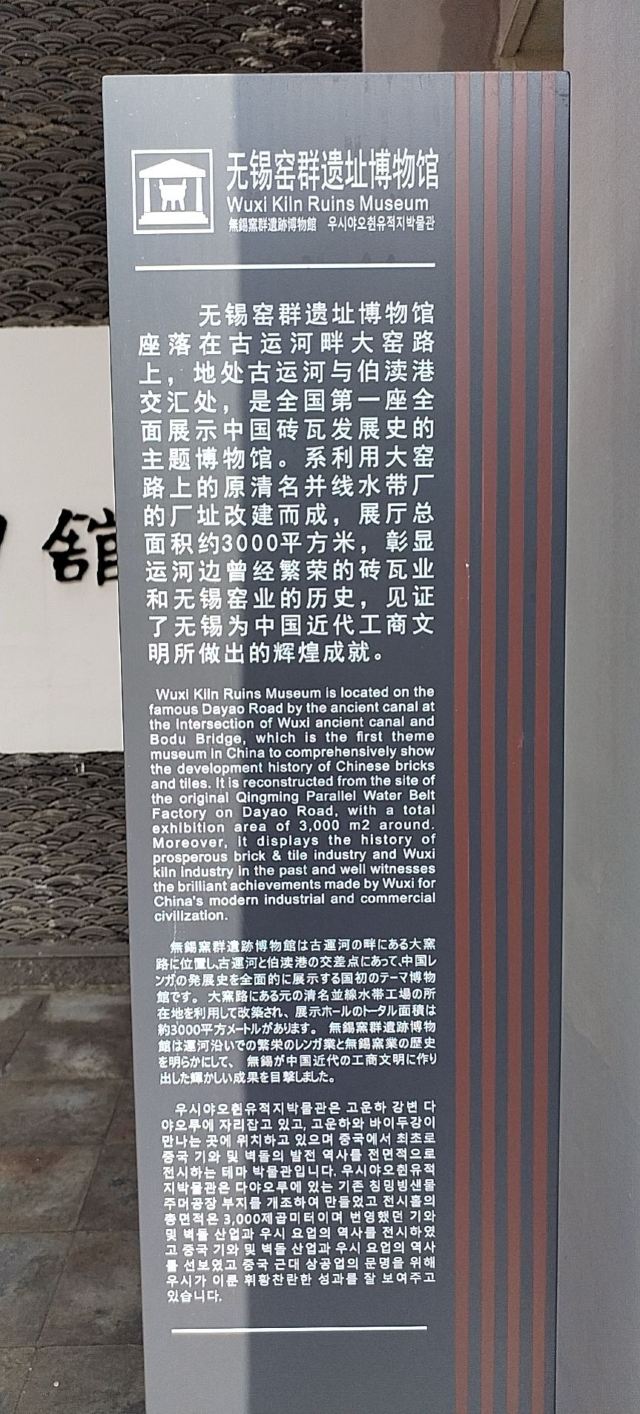 无锡窑群遗址博物馆
Wuxi Kiln Ruins Museum
無錫窯群遺跡博物館 우시야오췬유적지박물관
无锡窑群遗址博物馆
座落在古运河畔大窑路
上，地处古运河与伯渎港
交汇处，是全国第一座全
面展示中国砖瓦发展史的
主题博物馆。系利用大窑
路上的原清名并线水带厂
的厂址改建而成，展厅总
面积约3000平方米，彰显
运河边曾经繁荣的砖瓦业
和无锡窑业的历史，见证
了无锡为中国近代工商文
明所做出的辉煌成就。
Wuxi Kiln Ruins Museum is located on the
famous Dayao Road by the ancient canal at
the Intersection of Wuxi ancient canal and
Bodu Bridge, which is the first theme
museum in China to comprehensively show
the development history of Chinese bricks
and tiles. It is reconstructed from the site of
the original Qingming Parallel Water Belt
Factory on Dayao Road, with a total
exhibition area of 3,000 m2 around.
Moreover, it displays the history of
prosperous brick & tile industry and Wuxi
kiln industry in the past and well witnesses
the brilliant achievements made by Wuxi for
China's modern industrial and commercial
civilization.
無錫窯群遺跡博物館は古運河の畔にある大窯
路に位置し、古運河と伯渎港の交差点にあって、中国レ
ンガの発展史を全面的に展示する国初のテーマ博物
館です。 大窯路にある元の清名並線水帯工場の所
在地を利用して改築され、展示ホールのトータル面積は
約3000平方メートルがあります。 無錫窯群遺跡博物
館は運河沿いでの繁栄のレンガ業と無錫窯業の歴史
を明らかにして、 無錫が中国近代の工商文明に作り
出した輝かしい成果を目撃しました。
우시야오췬유적지박물관은 고운하 강변 다
야오루에 자리잡고 있고, 고운하와 바이두강이
만나는 곳에 위치하고 있으며 중국에서 최초로
중국 기와 및 벽돌의 발전 역사를 전면적으로
전시하는 테마 박물관입니다. 우시야오췬유적
지박물관은 다야오루에 있는 기존 칭밍빙샌물
주머공장 부지를 개조하여 만들었고 전시홀의
총면적은 3,000제곱미터이며 번영했던 기와
및 벽돌 산업과 우시 요업의 역사를 전시하였
고 중국 기와 및 벽돌 산업과 우시 요업의 역사
를 선보였고 중국 근대 상공업의 문명을 위해
우시가 이룬 휘황찬란한 성과를 잘 보여주고
있습니다.
舘